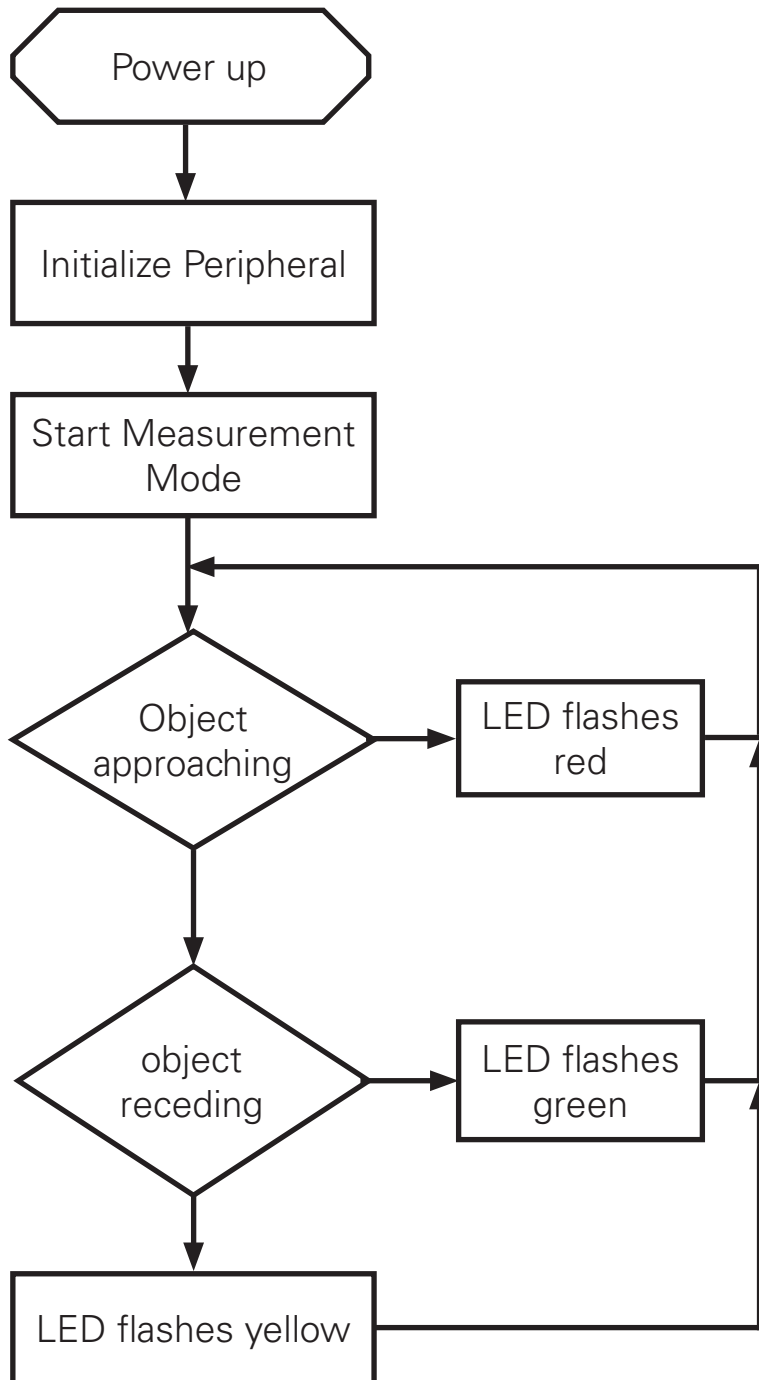 Power up
Initialize Peripheral
Start Measurement
Mode
Object
approaching
LED flashes
red
object
receding
LED flashes
green
LED flashes yellow